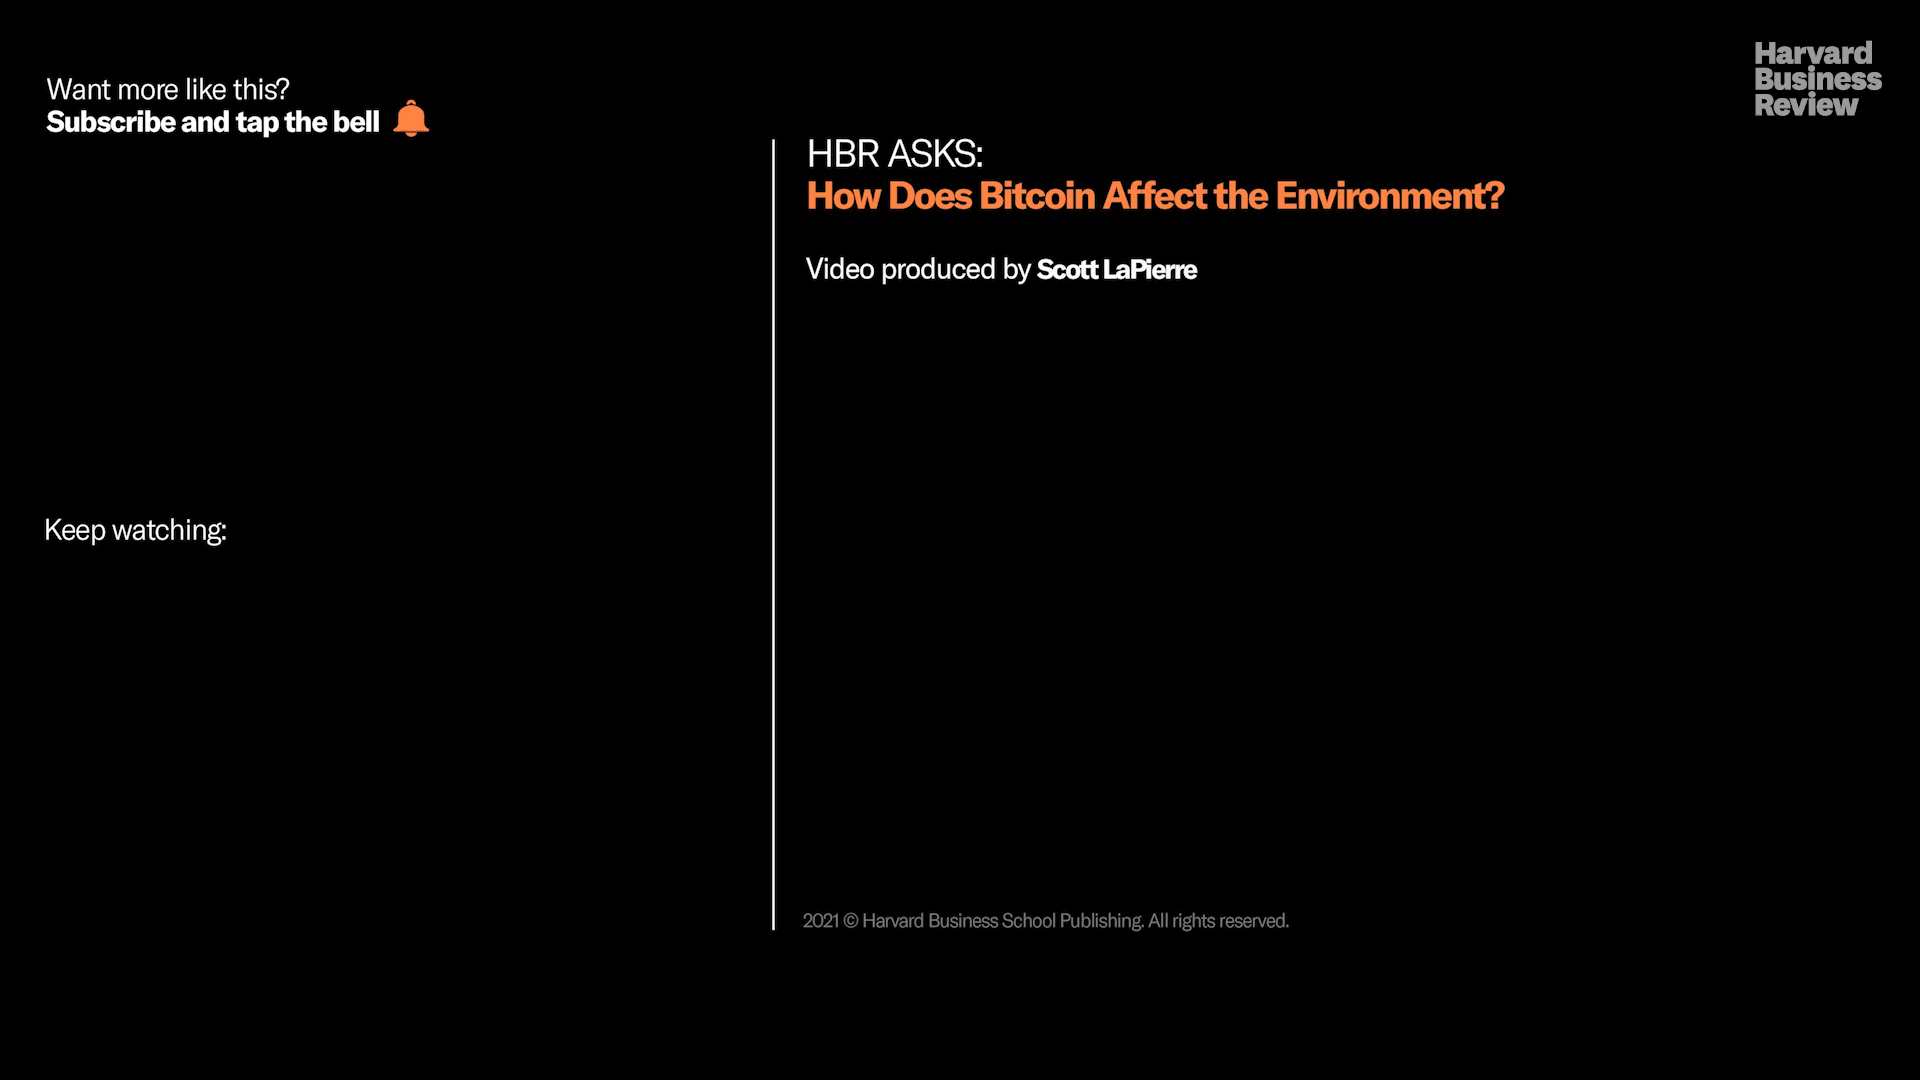 Want more like this?
Subscribe and tap the bell
Keep watching:
HBR ASKS:
How Does Bitcoin Affect the Environment?
Video produced by Scott LaPierre
2021 © Harvard Business School Publishing. All rights reserved.
Harvard
Business
Review